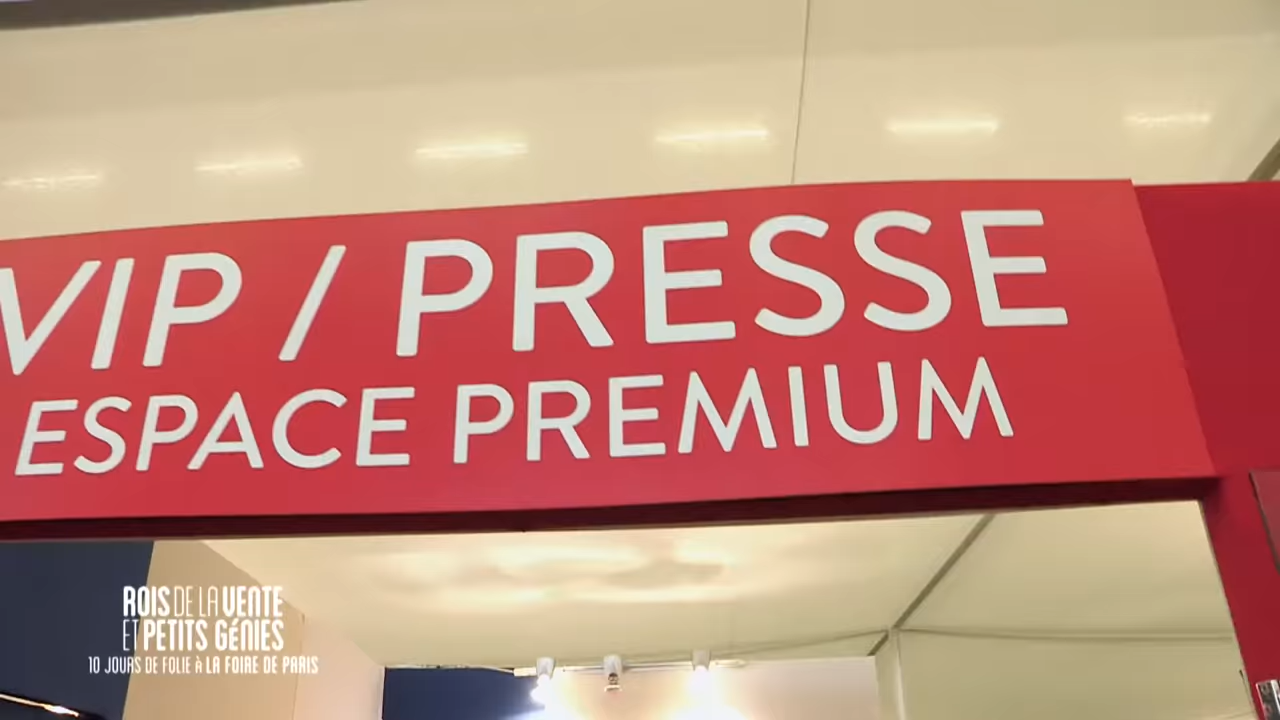 VIP / PRESSE
ESPACE PREMIUM
ROIS DE LA VENTE
ET PETITS GÉNIES
10 JOURS DE FOLIE à LA FOIRE DE PARIS